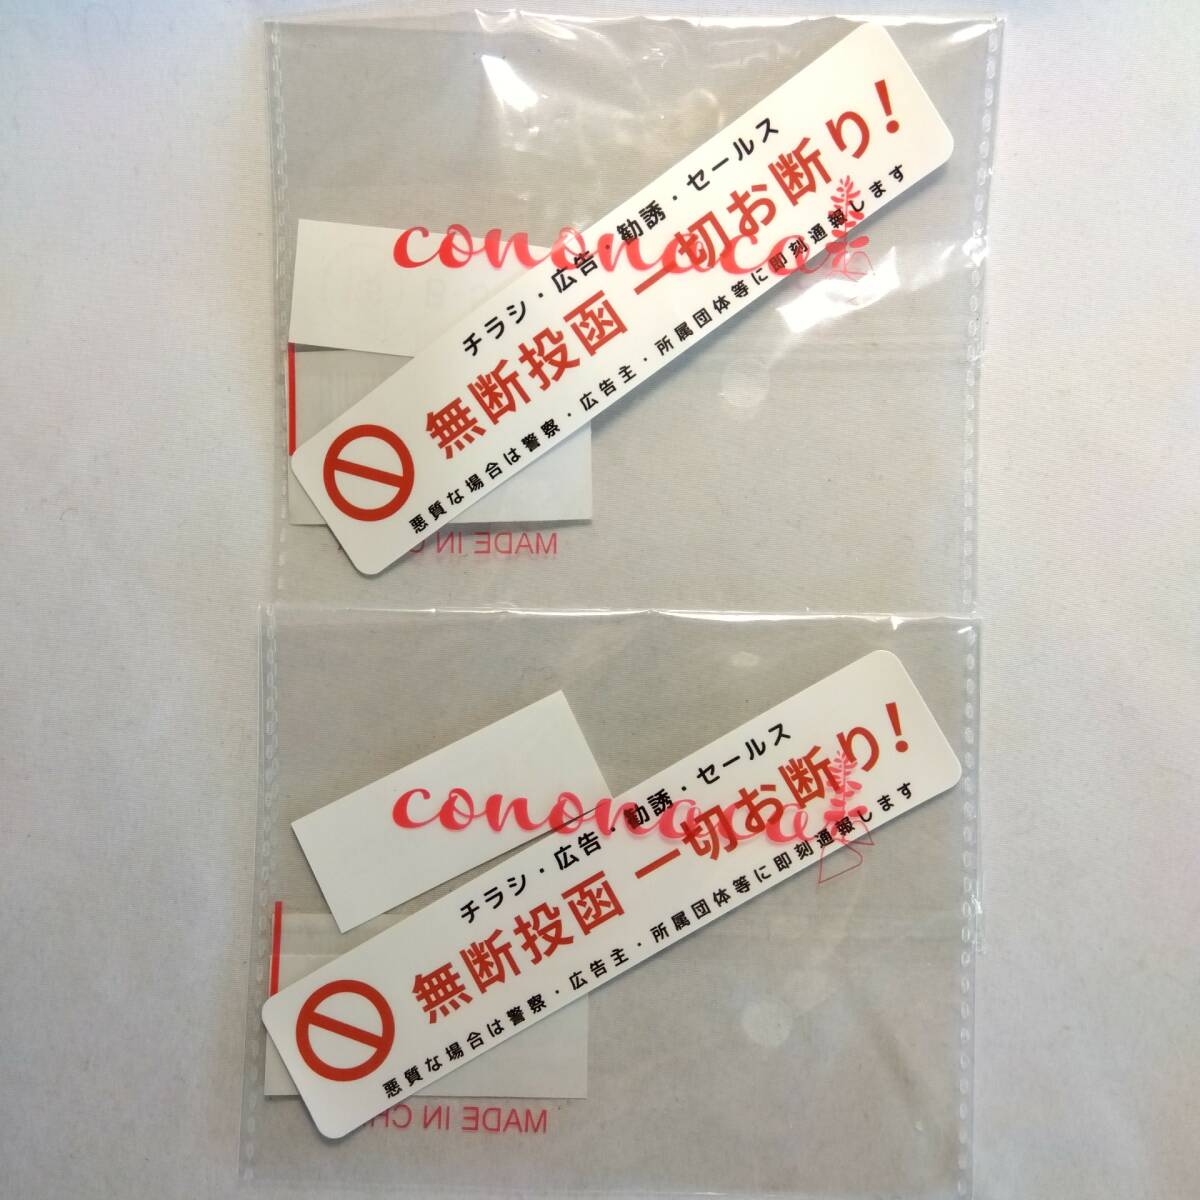 チラシ・広告・勧誘・セールス
無断投函 一切お断り!
悪質な場合は警察・広告主・所属団体等に即刻通報します
cononaca
MADE IN C
チラシ・広告・勧誘・セールス
無断投函 一切お断り!
悪質な場合は警察・広告主・所属団体等に即刻通報します
cononaca
MADE IN CH